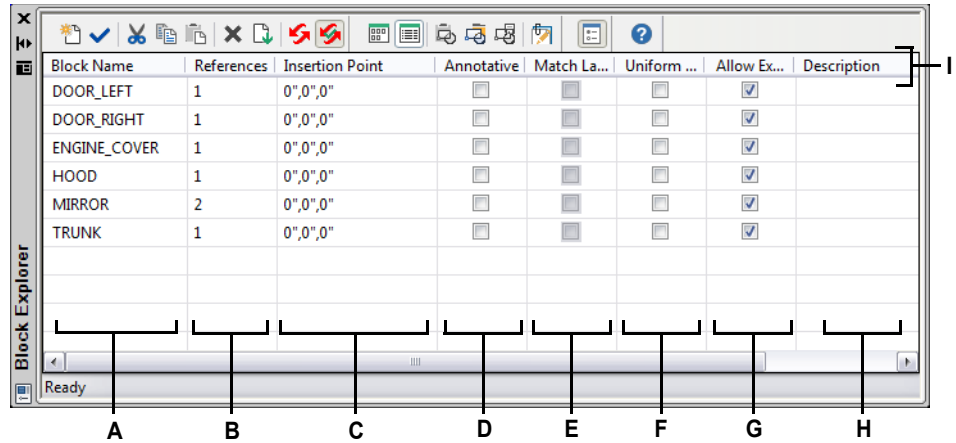 Block Name References Insertion Point Annotative Match La... Uniform ... Allow Ex... Description
I
DOOR_LEFT 1 0",0",0"
DOOR_RIGHT 1 0",0",0"
ENGINE_COVER 1 0",0",0"
HOOD 1 0",0",0"
MIRROR 2 0",0",0"
TRUNK 1 0",0",0"
Block Explorer
Ready
A B C D E F G H